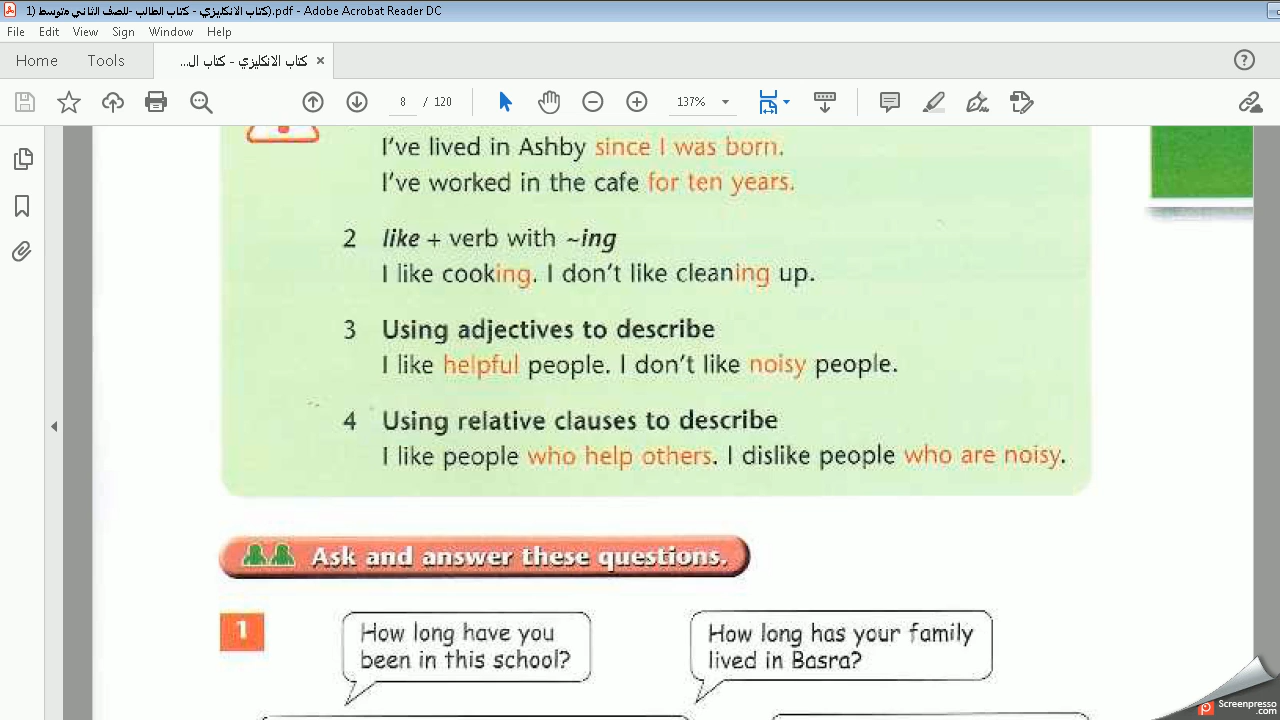 1) كتاب الانكليزي - كتاب الطالب -للصف الثاني متوسط).pdf - Adobe Acrobat Reader DC
File Edit View Sign Window Help
Home Tools كتاب الانكليزي - كتاب ال... ×
8 / 120 137%
I've lived in Ashby since I was born.
I've worked in the cafe for ten years.
2 like + verb with ~ing
I like cooking. I don't like cleaning up.
3 Using adjectives to describe
I like helpful people. I don't like noisy people.
4 Using relative clauses to describe
I like people who help others. I dislike people who are noisy.
Ask and answer these questions.
1
How long have you
been in this school?
How long has your family
lived in Basra?
Screenpresso
.com